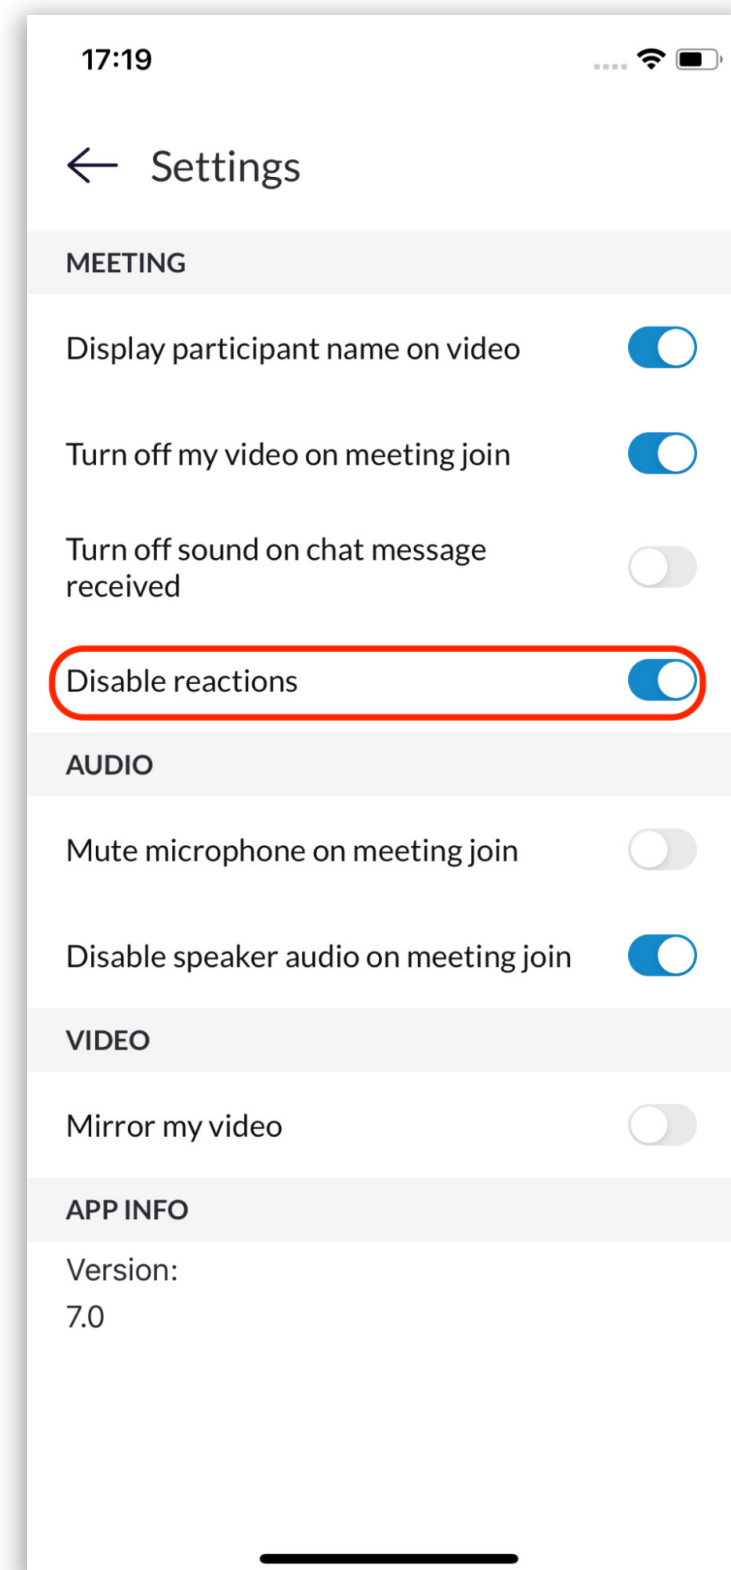 17:19
Settings
MEETING
Display participant name on video
Turn off my video on meeting join
Turn off sound on chat message
received
Disable reactions
AUDIO
Mute microphone on meeting join
Disable speaker audio on meeting join
VIDEO
Mirror my video
APP INFO
Version:
7.0